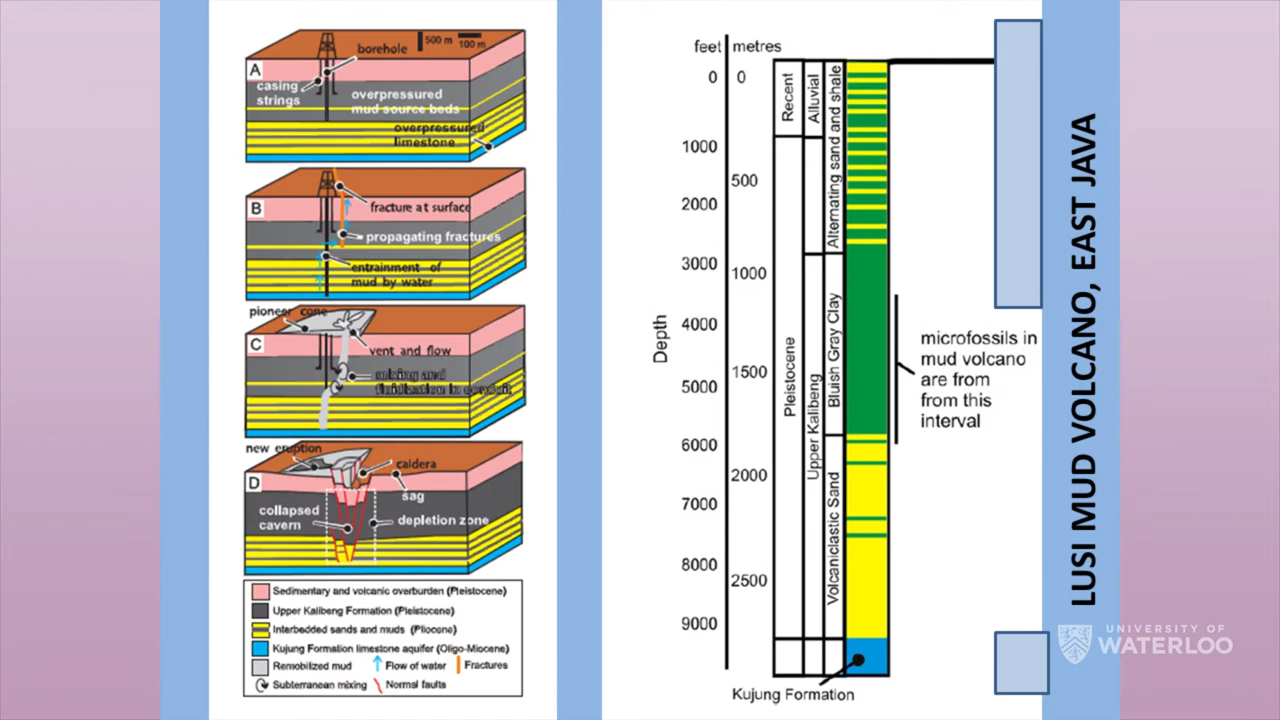 500 m 100 m
borehole
A
casing
strings
overpressured
mud source beds
overpressured
limestone
B
fracture at surface
propagating fractures
entrainment of
mud by water
pioneer cone
C
vent and flow
mixing and
fluidisation in conduit
new eruption
caldera
D
sag
collapsed
cavern
depletion zone
Sedimentary and volcanic overburden (Pleistocene)
Upper Kalibeng Formation (Pleistocene)
Interbedded sands and muds (Pliocene)
Kujung Formation limestone aquifer (Oligo-Miocene)
Remobilized mud Flow of water Fractures
Subterranean mixing Normal faults
feet metres
0 0
1000
500
2000
3000
1000
4000
5000
1500
6000
2000
7000
8000
2500
9000
Depth
Recent
Pleistocene
Alluvial
Upper Kalibeng
Alternating sand and shale
Bluish Gray Clay
Volcaniclastic Sand
microfossils in
mud volcano
are from
from this
interval
Kujung Formation
LUSI MUD VOLCANO, EAST JAVA
UNIVERSITY OF
WATERLOO